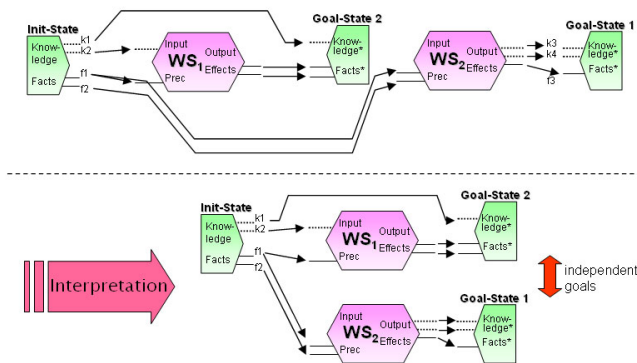 Goal-State 2
Goal-State 1
Init-State
k1
k2
Know-
ledge
Facts
f1
f2
Input
Output
WS1
Effects
Prec
Know-
ledge*
Facts*
Input
Output
WS2
Effects
Prec
k3
k4
f3
Know-
ledge*
Facts*
Goal-State 2
Init-State
k1
k2
Know-
ledge
Facts
f1
f2
Input
Output
WS1
Effects
Prec
Know-
ledge*
Facts*
Interpretation
independent
goals
Goal-State 1
Input
Output
WS2
Effects
Prec
Know-
ledge*
Facts*